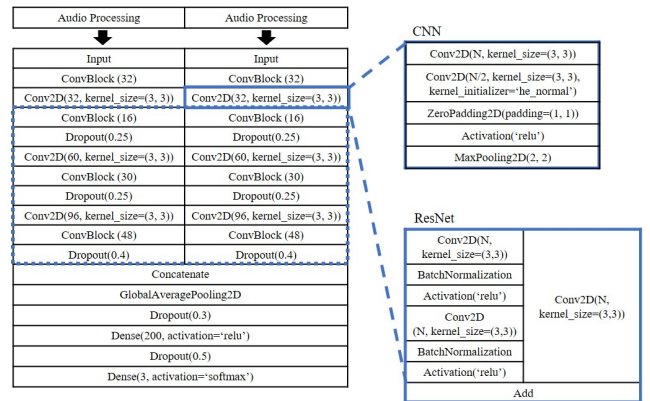 Audio Processing Audio Processing
Input Input
ConvBlock (32) ConvBlock (32)
Conv2D(32, kernel_size=(3, 3)) Conv2D(32, kernel_size=(3, 3))
ConvBlock (16) ConvBlock (16)
Dropout(0.25) Dropout(0.25)
Conv2D(60, kernel_size=(3, 3)) Conv2D(60, kernel_size=(3, 3))
ConvBlock (30) ConvBlock (30)
Dropout(0.25) Dropout(0.25)
Conv2D(96, kernel_size=(3, 3)) Conv2D(96, kernel_size=(3, 3))
ConvBlock (48) ConvBlock (48)
Dropout(0.4) Dropout(0.4)
Concatenate
GlobalAveragePooling2D
Dropout(0.3)
Dense(200, activation='relu')
Dropout(0.5)
Dense(3, activation='softmax')
CNN
Conv2D(N, kernel_size=(3, 3))
Conv2D(N/2, kernel_size=(3, 3),
kernel_initializer='he_normal')
ZeroPadding2D(padding=(1, 1))
Activation('relu')
MaxPooling2D(2, 2)
ResNet
Conv2D(N,
kernel_size=(3,3))
BatchNormalization
Activation('relu')
Conv2D
(N, kernel_size=(3,3))
BatchNormalization
Activation('relu')
Conv2D(N,
kernel_size=(3,3))
Add